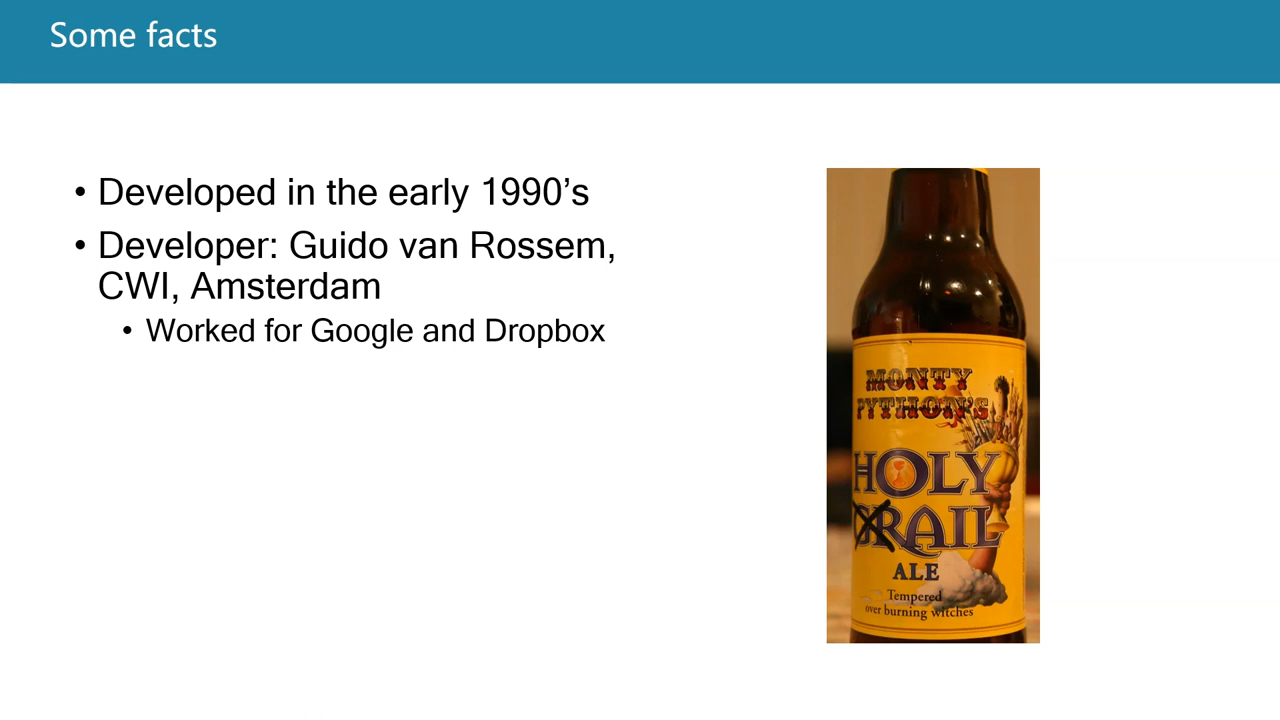 Some facts
• Developed in the early 1990’s
• Developer: Guido van Rossem,
CWI, Amsterdam
• Worked for Google and Dropbox
MONTY
PYTHON'S
HOLY
GRAIL
ALE
Tempered
over burning witches